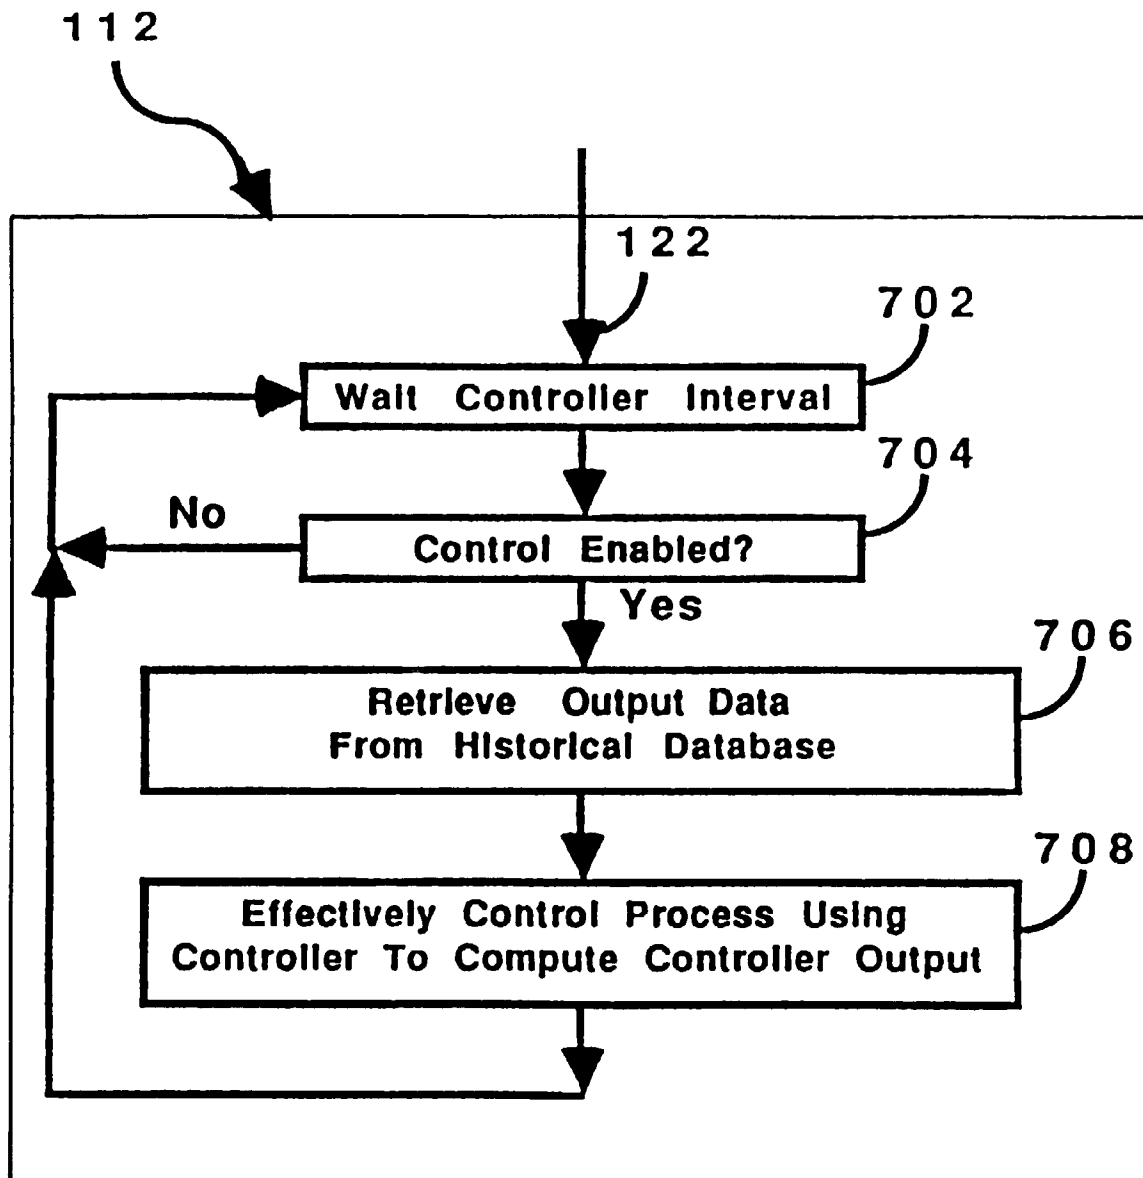 112
122
702
Wait Controller Interval
704
No
Control Enabled?
Yes
706
Retrieve Output Data
From Historical Database
708
Effectively Control Process Using
Controller To Compute Controller Output